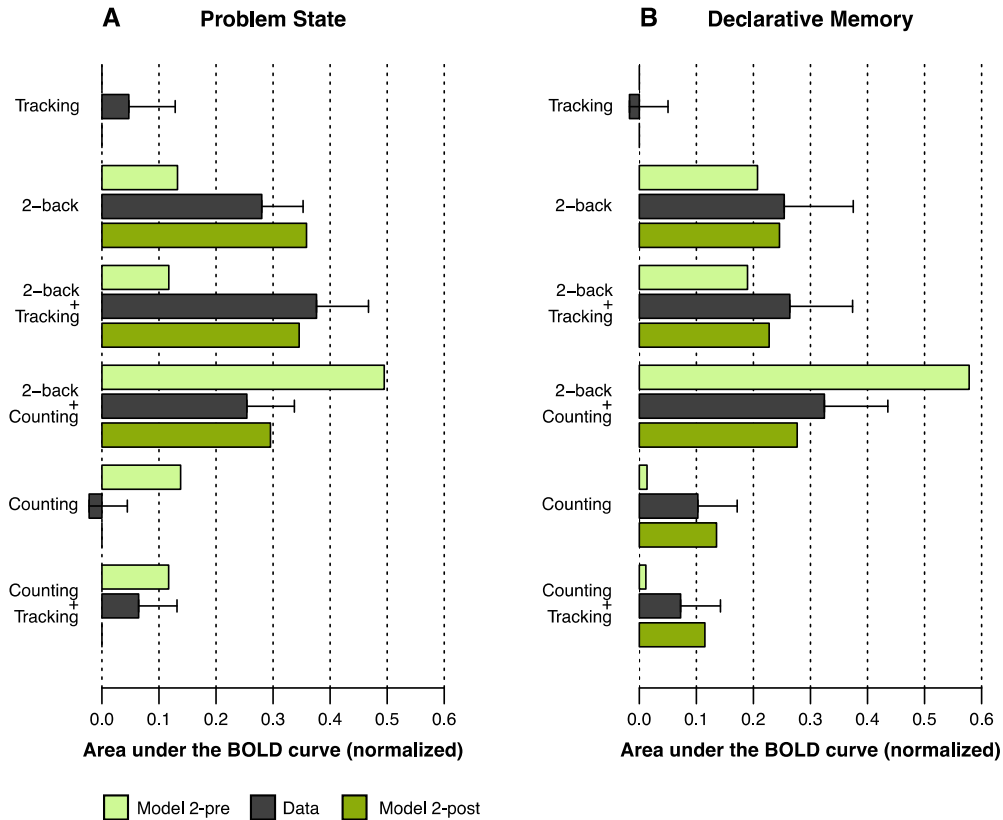 A Problem State
Tracking
2−back
2−back
+
Tracking
2−back
+
Counting
Counting
Counting
+
Tracking
0.0 0.1 0.2 0.3 0.4 0.5 0.6
Area under the BOLD curve (normalized)
B Declarative Memory
Tracking
2−back
2−back
+
Tracking
2−back
+
Counting
Counting
Counting
+
Tracking
0.0 0.1 0.2 0.3 0.4 0.5 0.6
Area under the BOLD curve (normalized)
Model 2-pre Data Model 2-post